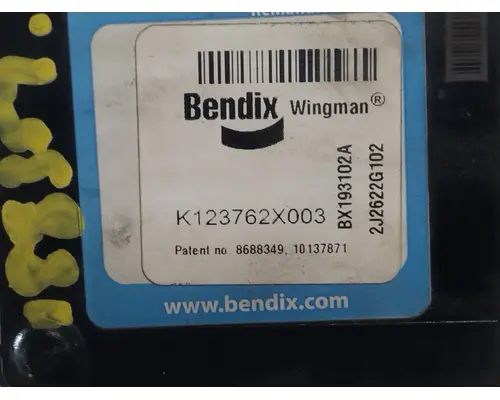 Bendix Wingman®
K123762X003
BX193102A
2J2622G102
Patent no. 8688349, 10137871
www.bendix.com